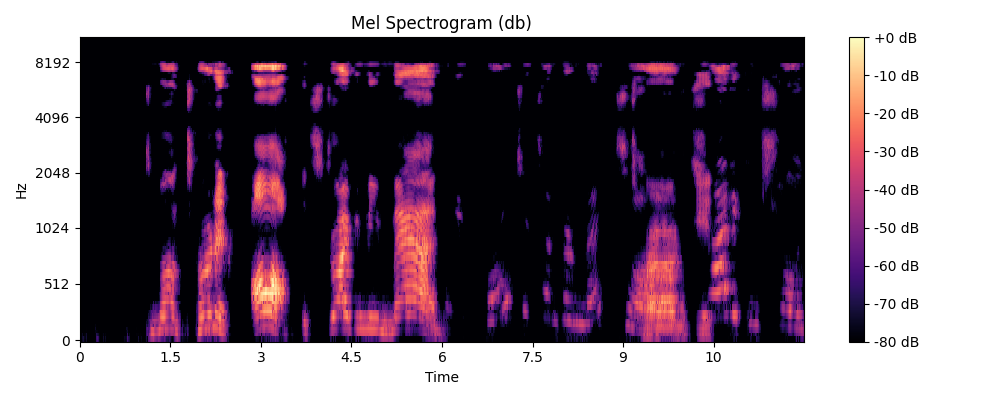 Mel Spectrogram (db)
Hz
8192
4096
2048
1024
512
0
0 1.5 3 4.5 6 7.5 9 10
Time
+0 dB
-10 dB
-20 dB
-30 dB
-40 dB
-50 dB
-60 dB
-70 dB
-80 dB